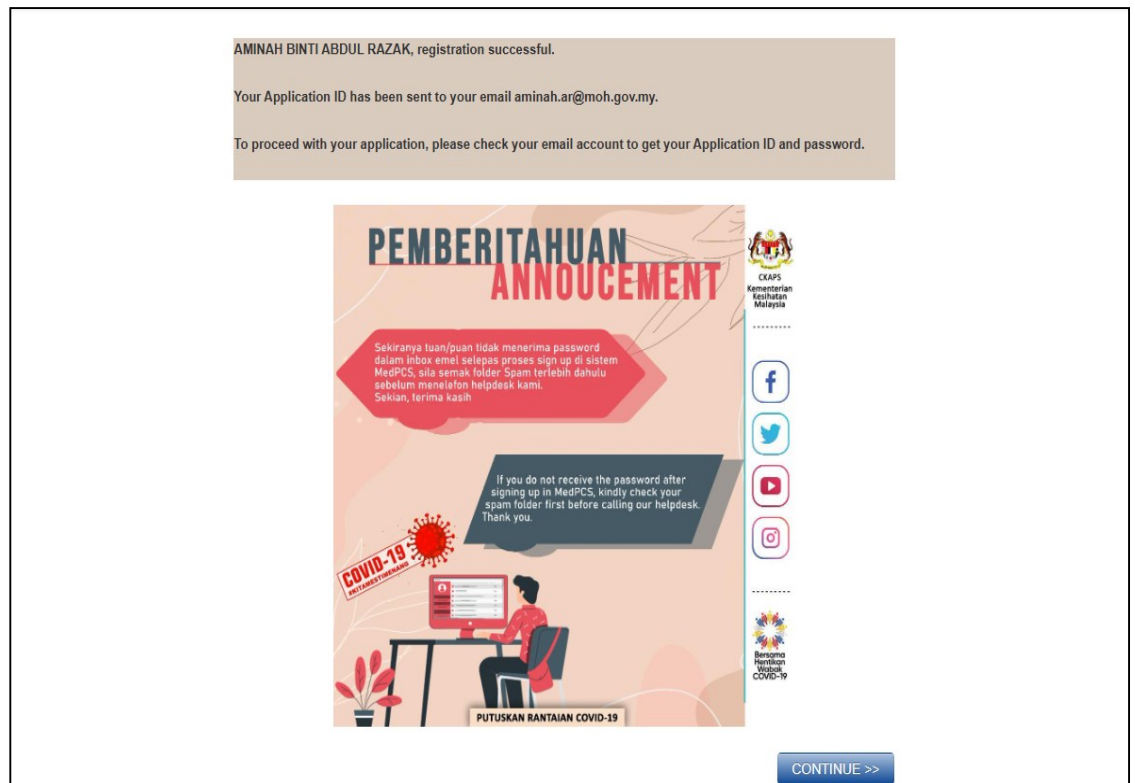 AMINAH BINTI ABDUL RAZAK, registration successful.
Your Application ID has been sent to your email aminah.ar@moh.gov.my.
To proceed with your application, please check your email account to get your Application ID and password.
PEMBERITAHUAN
ANNOUCEMENT
Sekiranya tuan/puan tidak menerima password
dalam inbox emel selepas proses sign up di sistem
MedPCS, sila semak folder Spam terlebih dahulu
sebelum menelefon helpdesk kami.
Sekian, terima kasih
If you do not receive the password after
signing up in MedPCS, kindly check your
spam folder first before calling our helpdesk.
Thank you.
COVID-19
#KITAMESTIMENANG
PUTUSKAN RANTAIAN COVID-19
CKAPS
Kementerian
Kesihatan
Malaysia
Bersama
Hentikan
Wabak
COVID-19
CONTINUE >>